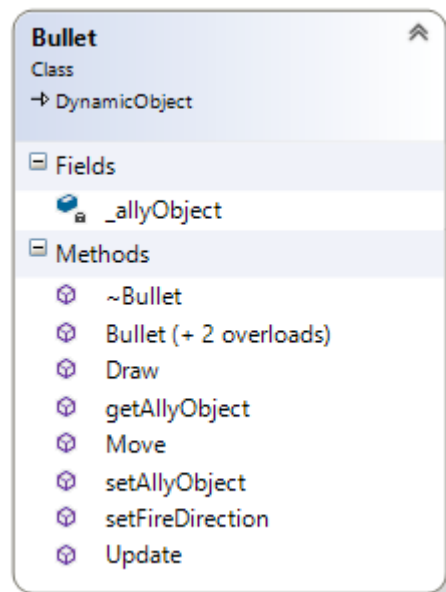 Bullet
Class
DynamicObject
Fields
_allyObject
Methods
~Bullet
Bullet (+ 2 overloads)
Draw
getAllyObject
Move
setAllyObject
setFireDirection
Update